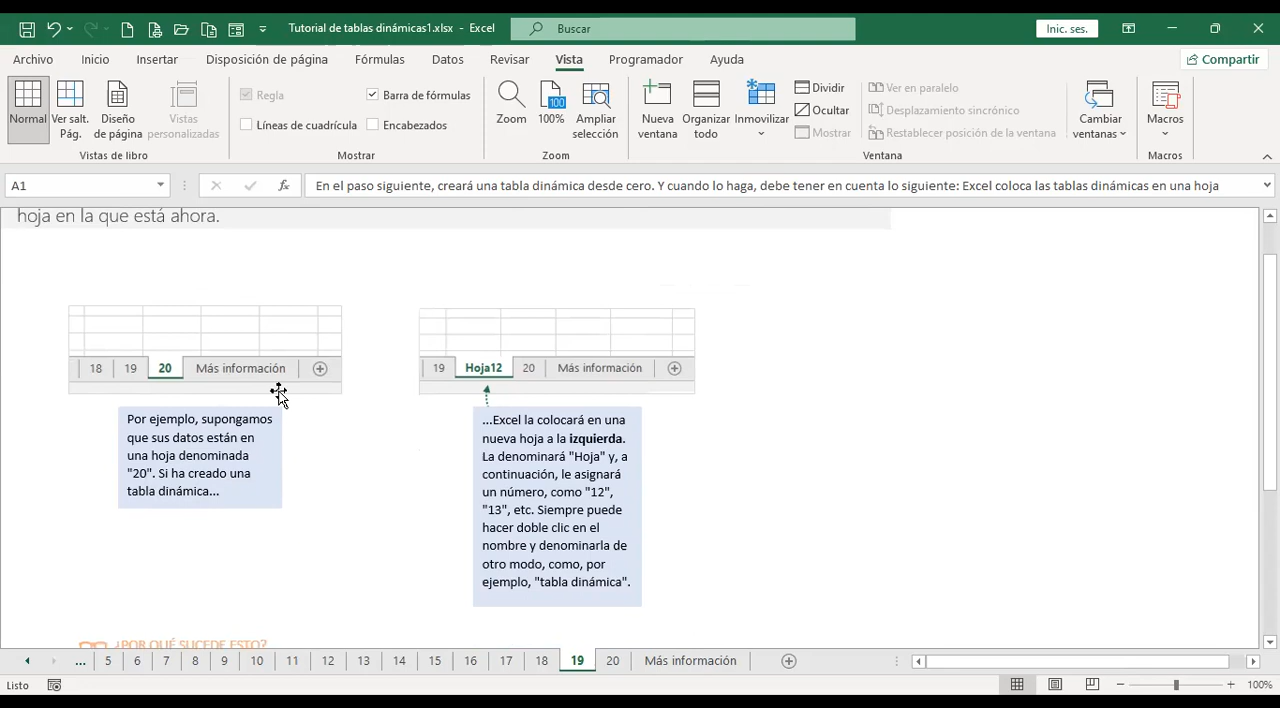 Tutorial de tablas dinámicas1.xlsx - Excel
Buscar
Inic. ses.
Archivo Inicio Insertar Disposición de página Fórmulas Datos Revisar Vista Programador Ayuda
Compartir
Normal
Ver salt. Pág.
Diseño de página
Vistas personalizadas
Vistas de libro
Regla
Barra de fórmulas
Líneas de cuadrícula
Encabezados
Mostrar
Zoom
100
100%
Ampliar selección
Zoom
Nueva ventana
Organizar todo
Inmovilizar
Dividir
Ocultar
Mostrar
Ver en paralelo
Desplazamiento sincrónico
Restablecer posición de la ventana
Ventana
Cambiar ventanas
Macros
Macros
A1
fx
En el paso siguiente, creará una tabla dinámica desde cero. Y cuando lo haga, debe tener en cuenta lo siguiente: Excel coloca las tablas dinámicas en una hoja
hoja en la que está ahora.
18 19 20 Más información
19 Hoja12 20 Más información
Por ejemplo, supongamos
que sus datos están en
una hoja denominada
"20". Si ha creado una
tabla dinámica...
...Excel la colocará en una
nueva hoja a la izquierda.
La denominará "Hoja" y, a
continuación, le asignará
un número, como "12",
"13", etc. Siempre puede
hacer doble clic en el
nombre y denominarla de
otro modo, como, por
ejemplo, "tabla dinámica".
¿POR QUÉ SUCEDE ESTO?
... 5 6 7 8 9 10 11 12 13 14 15 16 17 18 19 20 Más información
Listo
100%